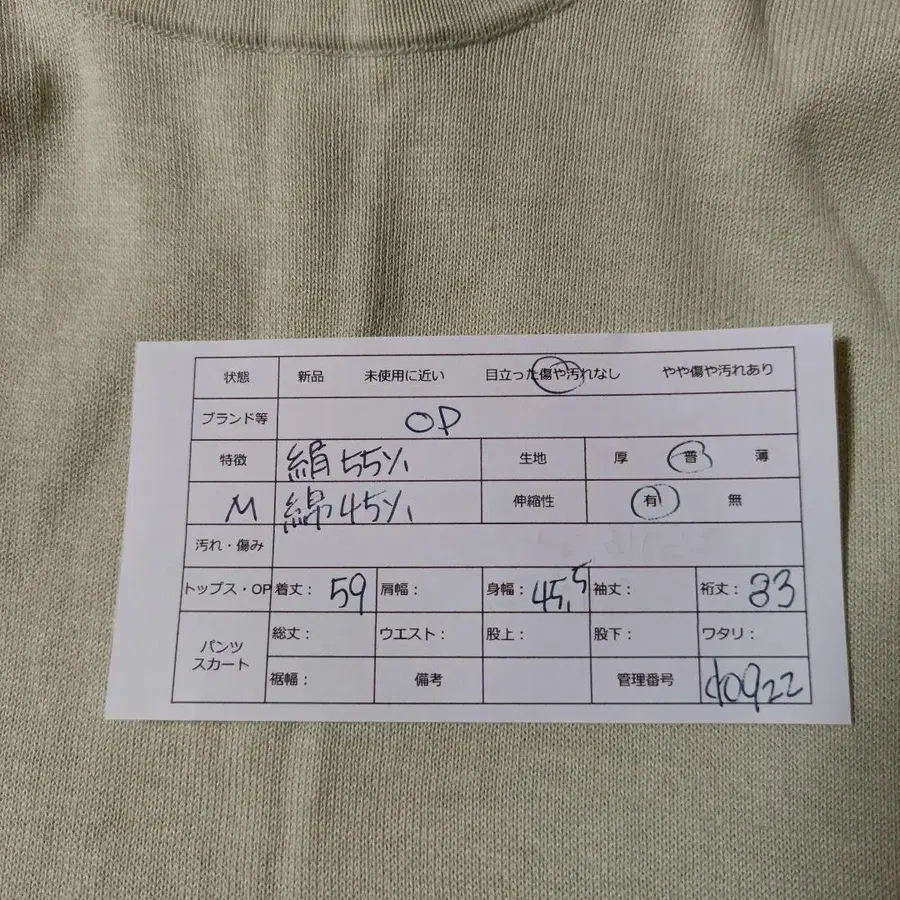 状態 新品 未使用に近い 目立った傷や汚れなし やや傷や汚れあり
ブランド等 OP
特徴 絹55% 生地 厚 普 薄
M 綿45% 伸縮性 有 無
汚れ・傷み
トップス・OP 着丈: 59 肩幅: 身幅: 45.5 袖丈: 裄丈: 33
パンツ スカート 総丈: ウエスト: 股上: 股下: ワタリ:
裾幅: 備考 管理番号 d0922